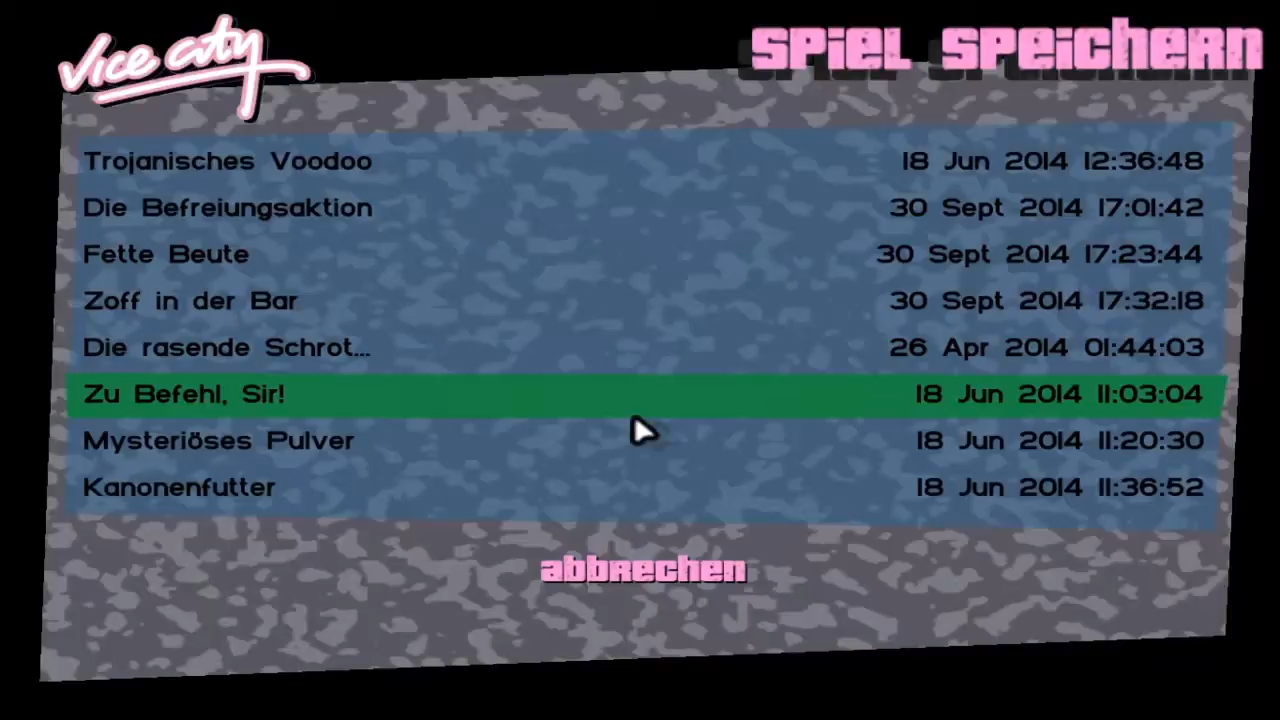 Vice City
SPIEL SPEICHERN
Trojanisches Voodoo 18 Jun 2014 12:36:48
Die Befreiungsaktion 30 Sept 2014 17:01:42
Fette Beute 30 Sept 2014 17:23:44
Zoff in der Bar 30 Sept 2014 17:32:18
Die rasende Schrot... 26 Apr 2014 01:44:03
Zu Befehl, Sir! 18 Jun 2014 11:03:04
Mysteriöses Pulver 18 Jun 2014 11:20:30
Kanonenfutter 18 Jun 2014 11:36:52
abbrechen